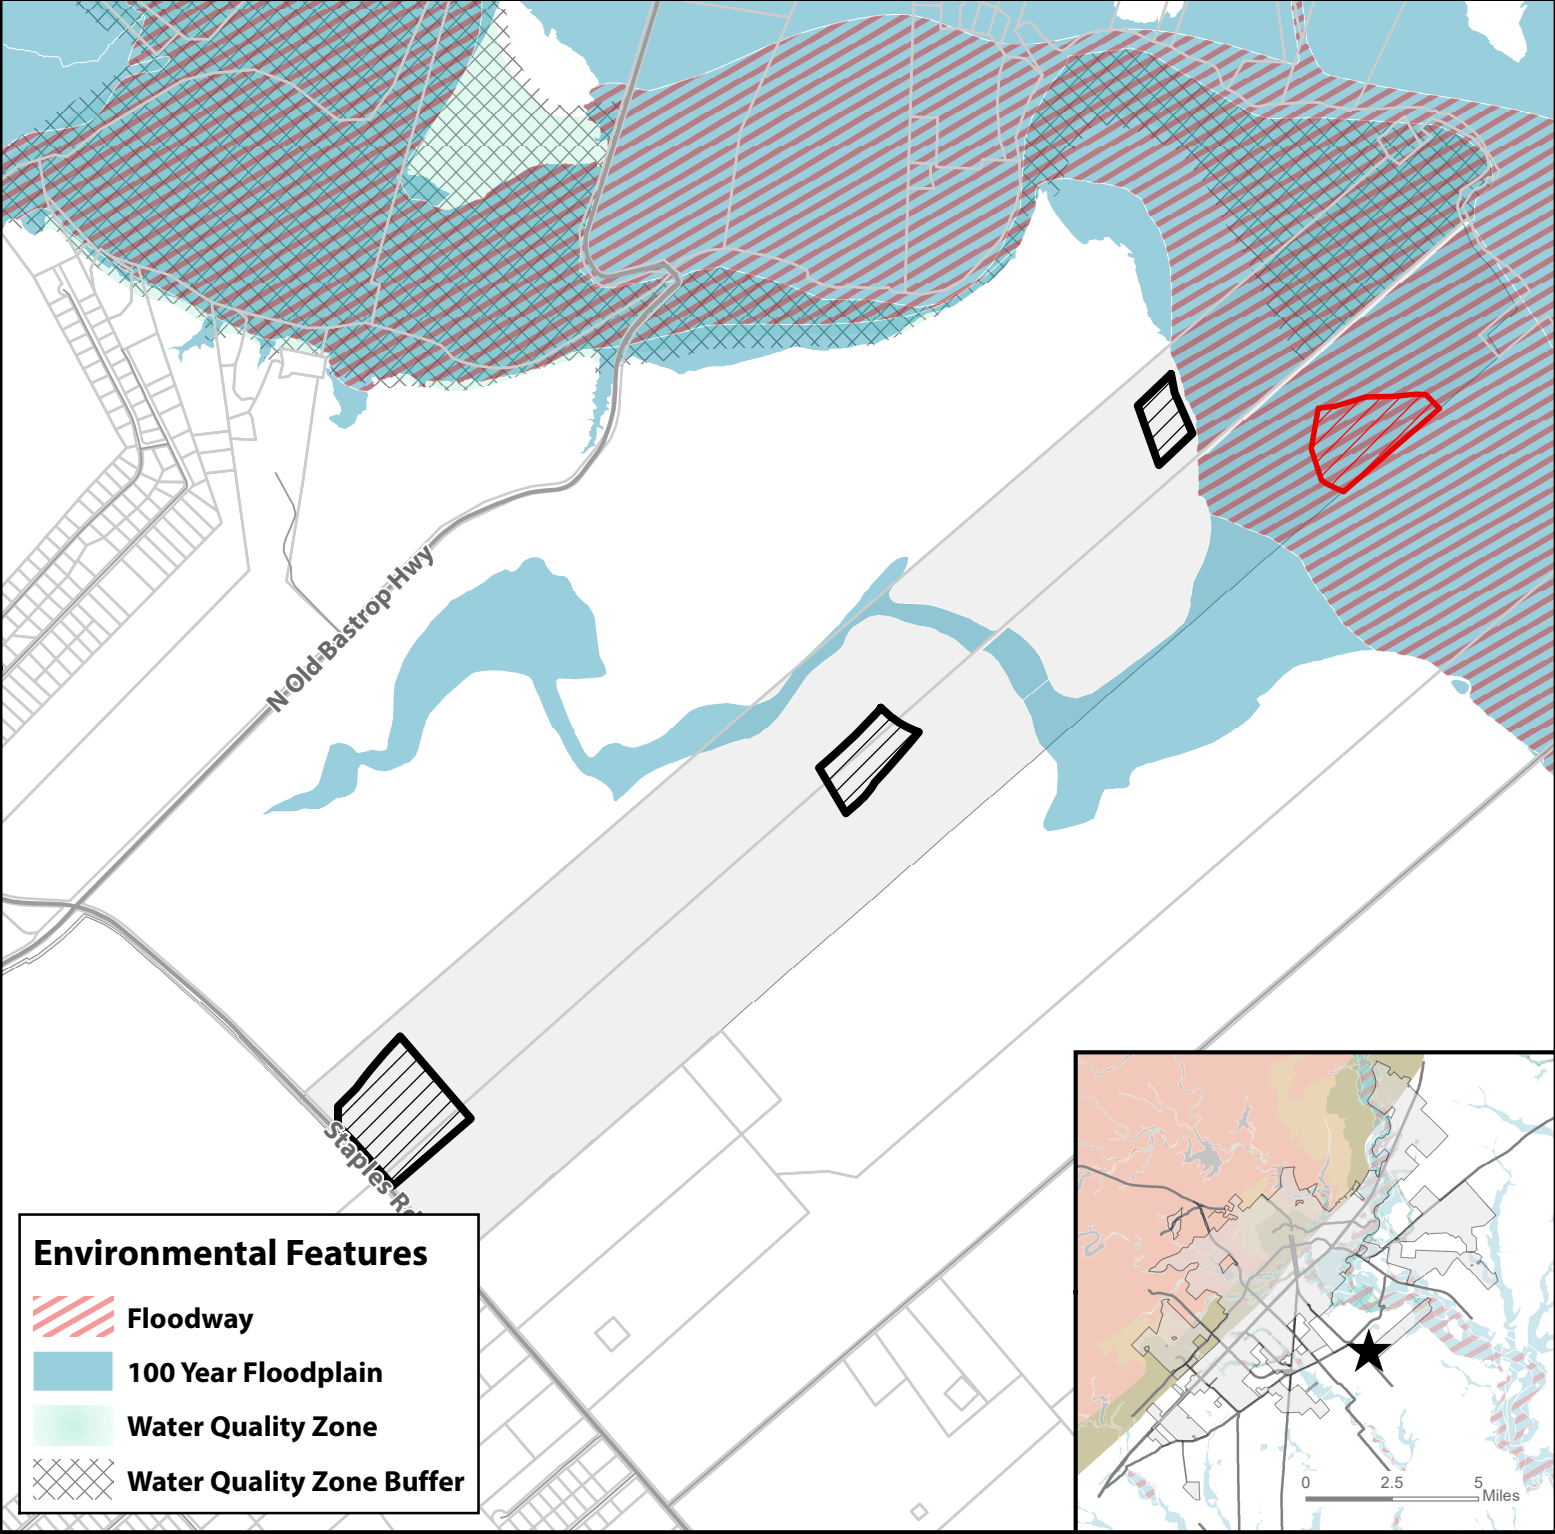 N Old Bastrop Hwy
Staples Rd
Environmental Features
Floodway
100 Year Floodplain
Water Quality Zone
Water Quality Zone Buffer
0 2.5 5
Miles